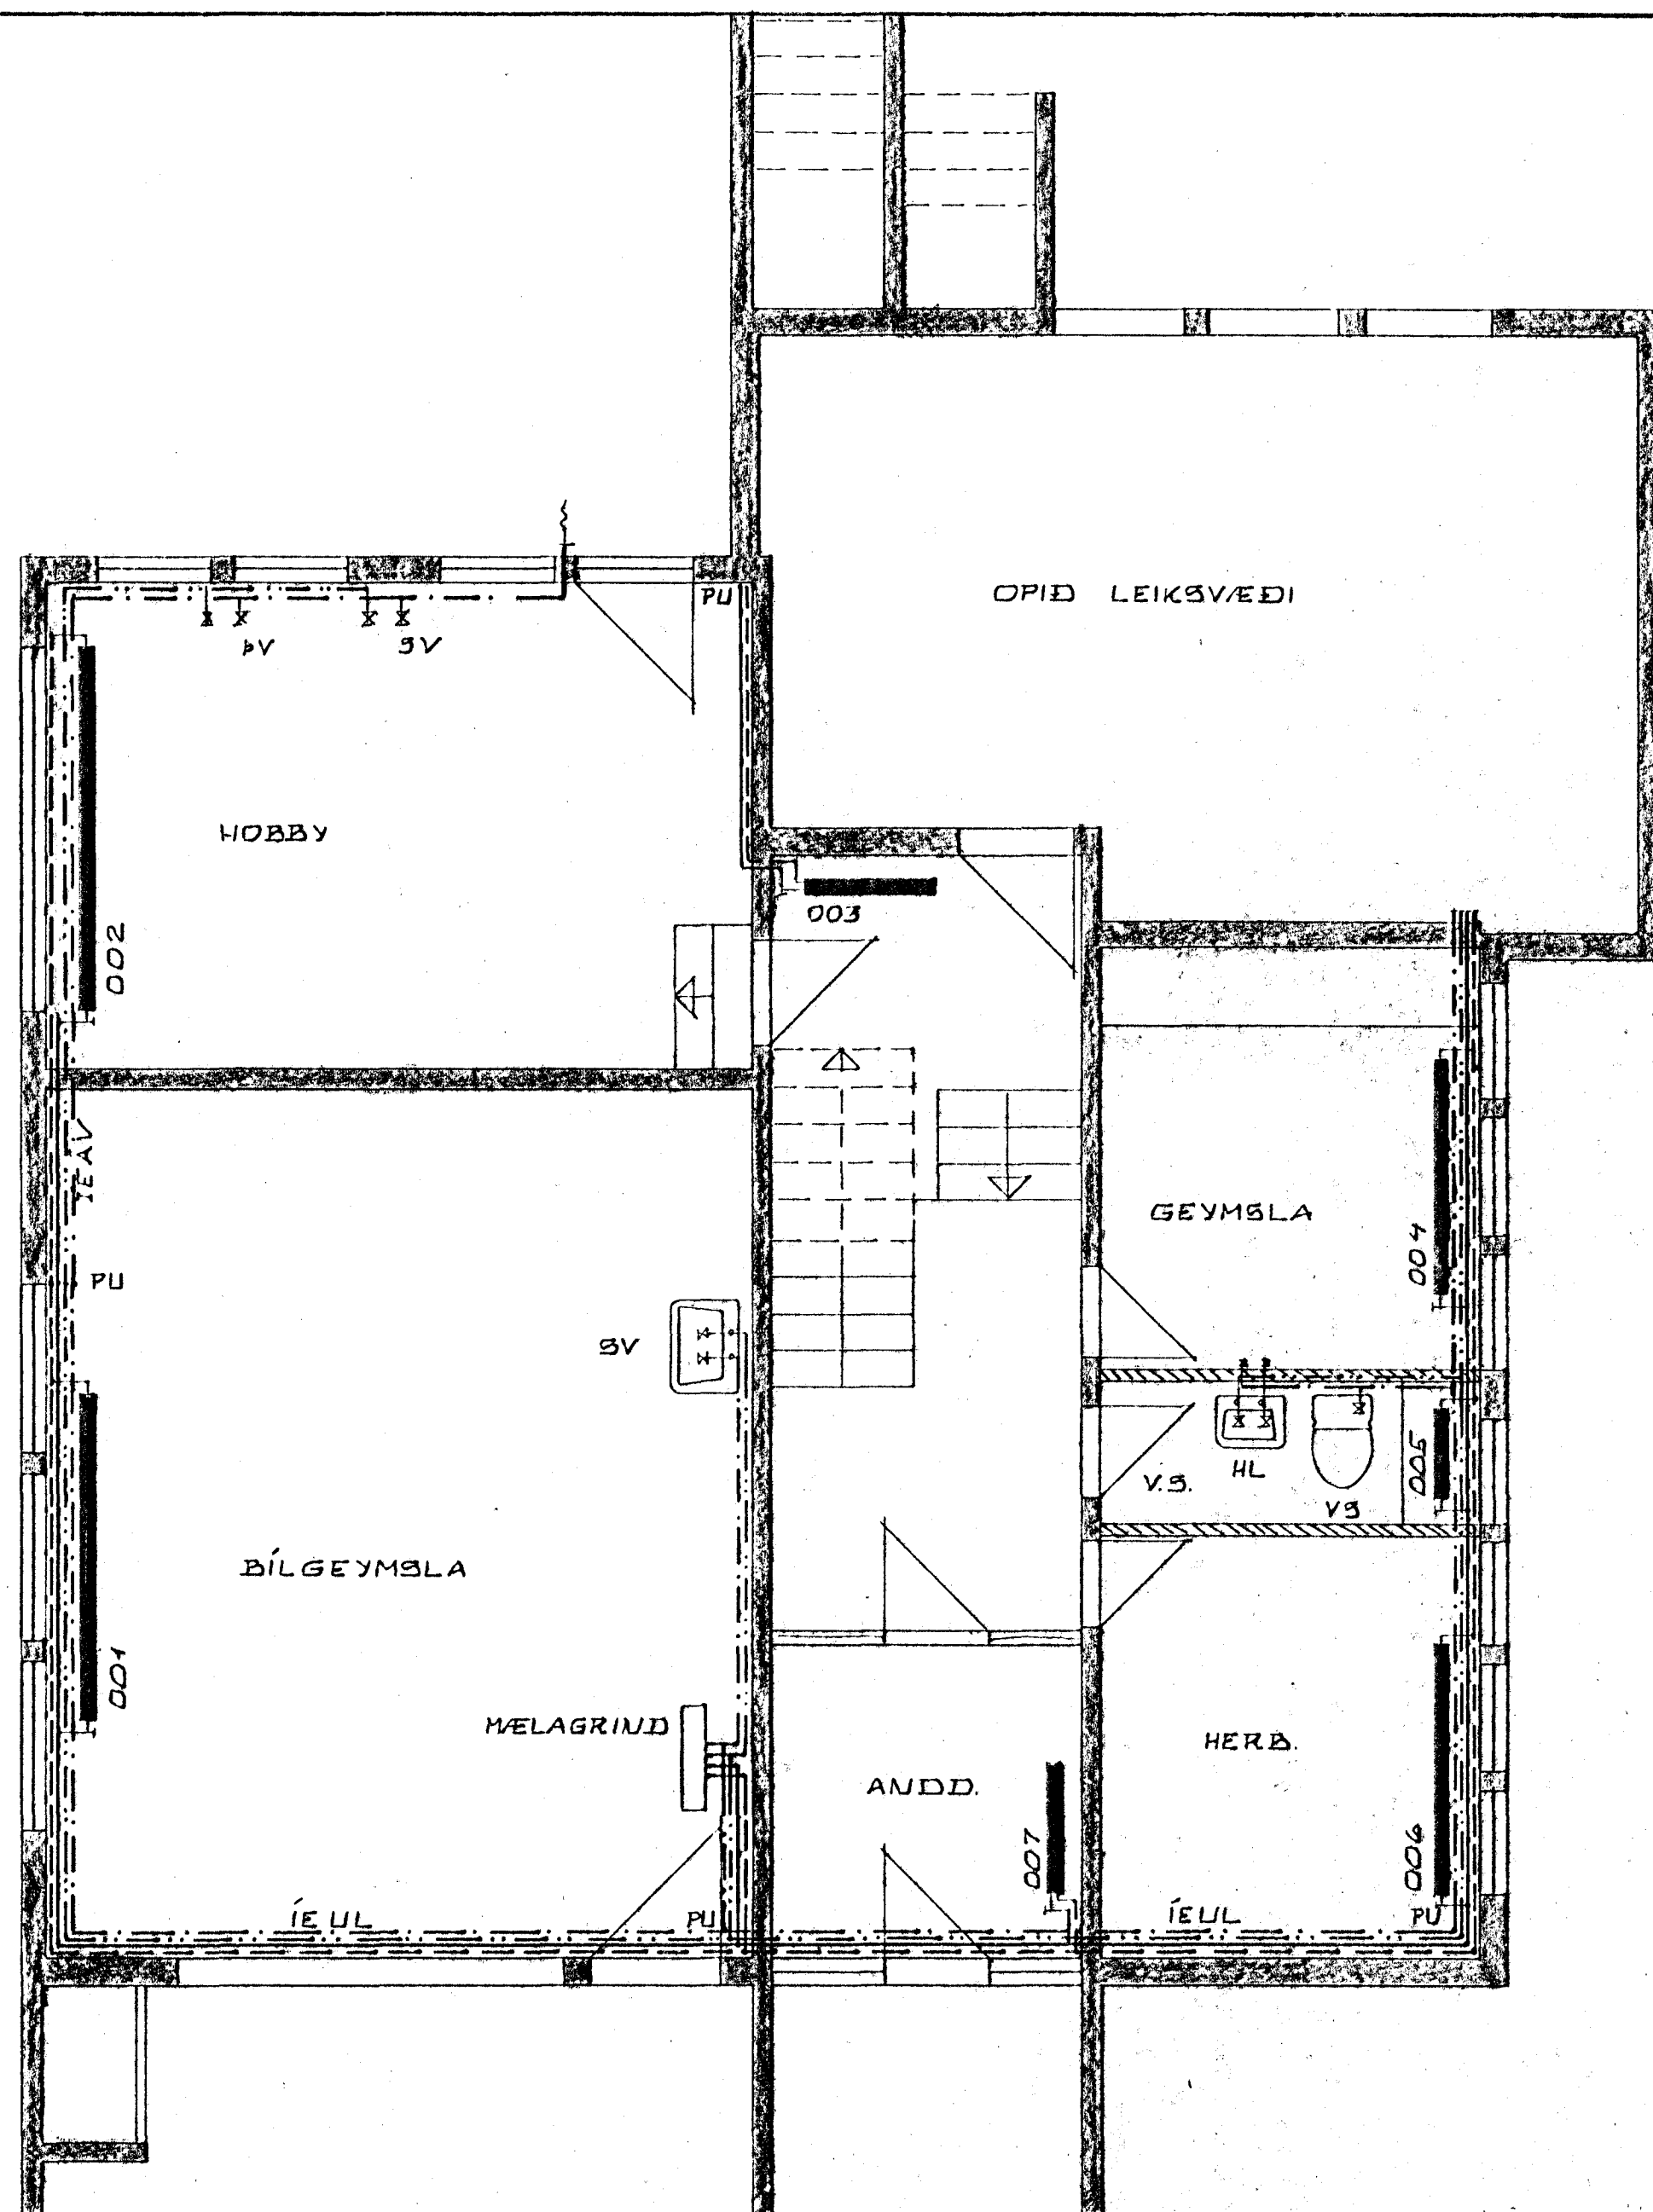 OPIÐ LEIKSVÆÐI
PU
ÞV
SV
HOBBY
002
003
ÍEAV
PU
GEYMSLA
004
SV
HL
V.S.
VS
005
BÍLGEYMSLA
001
MÆLAGRIND
ANDD.
HERB.
007
006
ÍEUL
PU
ÍEUL
PU